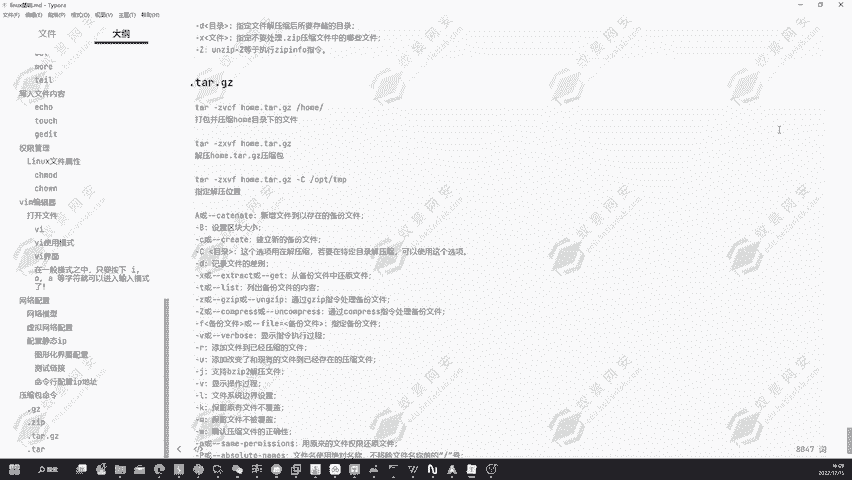 linux基础.md - Typora
文件(F) 编辑(E) 段落(P) 格式(O) 视图(V) 主题(T) 帮助(H)
文件 大纲
cat
more
tail
写入文件内容
echo
touch
gedit
权限管理
Linux文件属性
chmod
chown
vim编辑器
打开文件
vi
vi使用模式
vi界面
在一般模式之中，只要按下 i,
o, a 等字符就可以进入输入模式
了！
网络配置
网络模型
虚拟网络配置
配置静态ip
图形化界面配置
测试链接
命令行配置ip地址
压缩包命令
.gz
.zip
.tar.gz
.tar
-d<目录>：指定文件解压缩后所要存储的目录；
-x<文件>：指定不要处理.zip压缩文件中的哪些文件；
-Z：unzip-Z等于执行zipinfo指令。
.tar.gz
tar -zvcf home.tar.gz /home/
打包并压缩home目录下的文件
tar -zxvf home.tar.gz
解压home.tar.gz压缩包
tar -zxvf home.tar.gz -C /opt/tmp
指定解压位置
A或--catenate：新增文件到以存在的备份文件；
-B：设置区块大小；
-c或--create：建立新的备份文件；
-C <目录>：这个选项用在解压缩，若要在特定目录解压缩，可以使用这个选项。
-d：记录文件的差别；
-x或--extract或--get：从备份文件中还原文件；
-t或--list：列出备份文件的内容；
-z或--gzip或--ungzip：通过gzip指令处理备份文件；
-Z或--compress或--uncompress：通过compress指令处理备份文件；
-f<备份文件>或--file=<备份文件>：指定备份文件；
-v或--verbose：显示指令执行过程；
-r：添加文件到已经压缩的文件；
-u：添加改变了和现有的文件到已经存在的压缩文件；
-j：支持bzip2解压文件；
-v：显示操作过程；
-l：文件系统边界设置；
-k：保留原有文件不覆盖；
-m：保留文件不被覆盖；
-w：确认压缩文件的正确性；
-p或--same-permissions：用原来的文件权限还原文件；
-P或--absolute-names：文件名使用绝对名称，不移除文件名称前的“/”号；
8847 词
搜索
2022/12/15